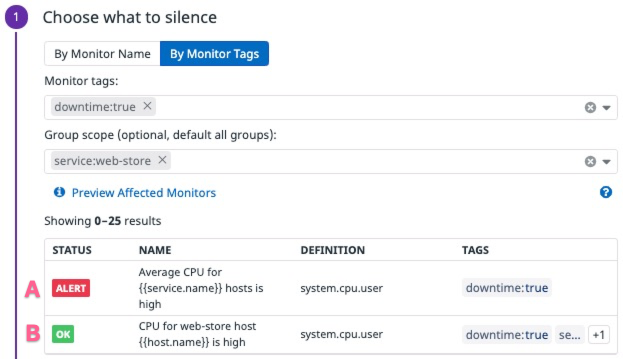 1 Choose what to silence
By Monitor Name By Monitor Tags
Monitor tags:
downtime:true ×
Group scope (optional, default all groups):
service:web-store ×
Preview Affected Monitors
Showing 0–25 results
STATUS NAME DEFINITION TAGS
A ALERT Average CPU for
{{service.name}} hosts is
high system.cpu.user downtime:true
B OK CPU for web-store host
{{host.name}} is high system.cpu.user downtime:true se... +1